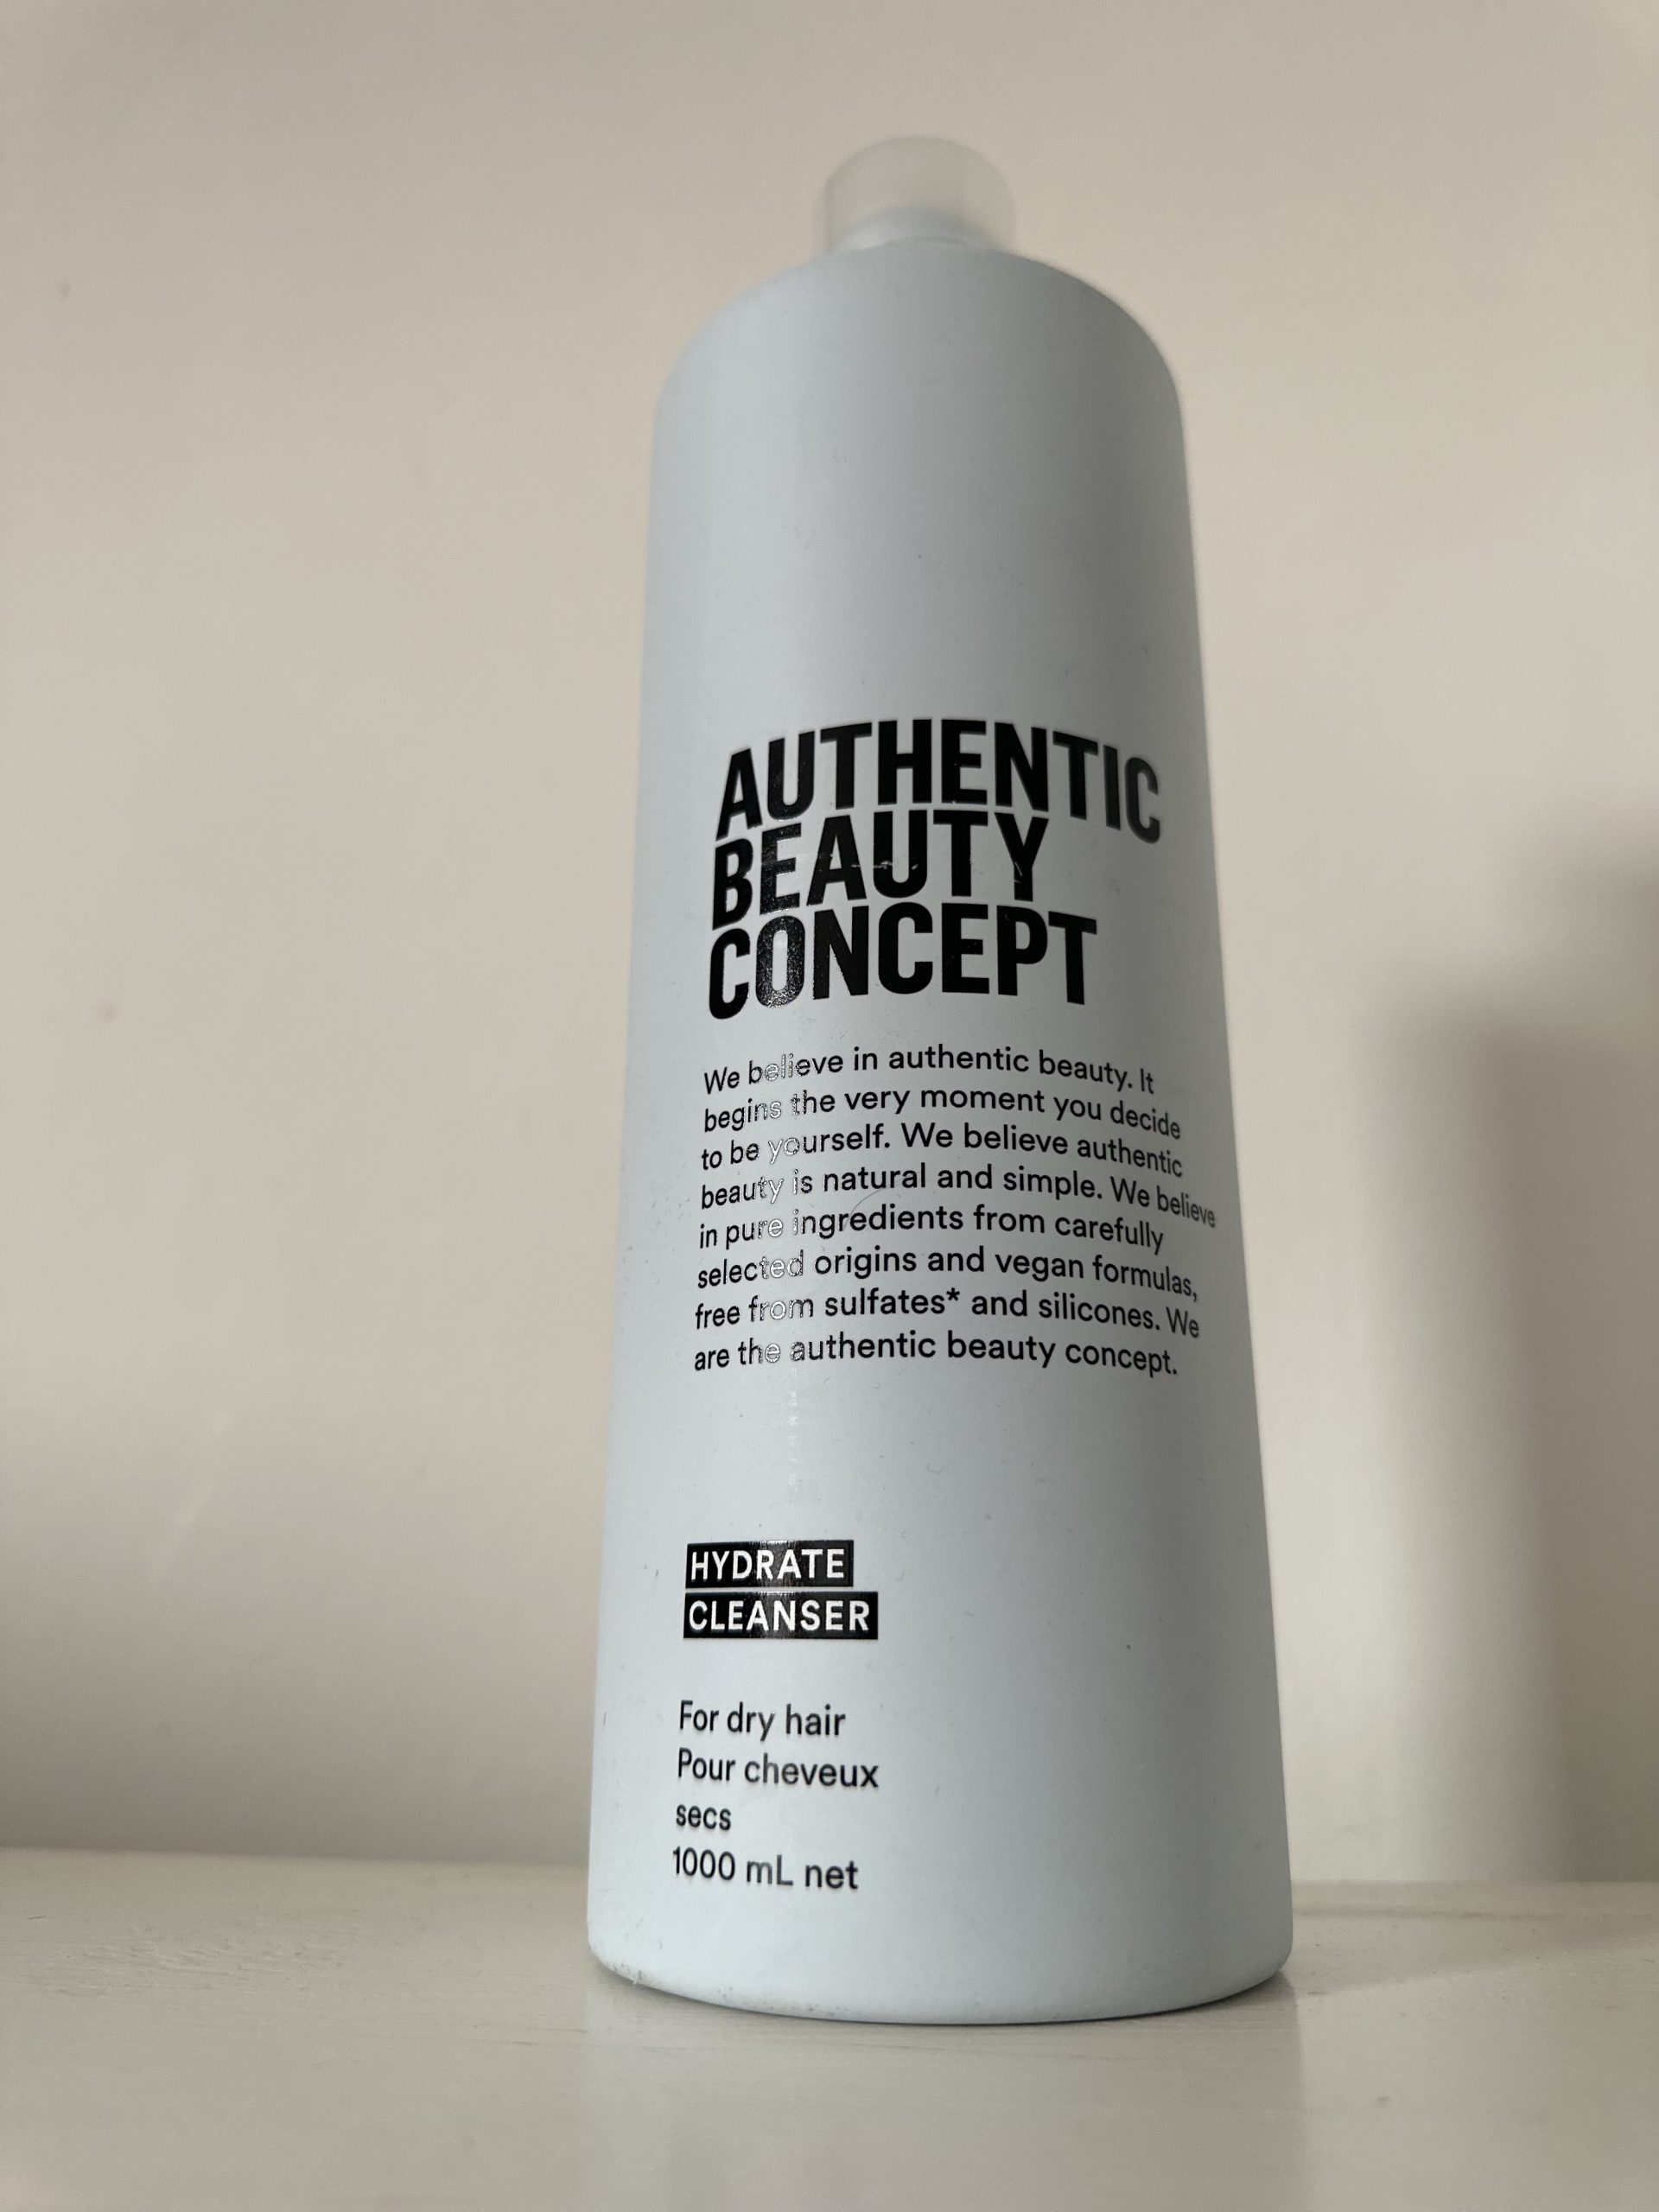 AUTHENTIC
BEAUTY
CONCEPT
We believe in authentic beauty. It
begins the very moment you decide
to be yourself. We believe authentic
beauty is natural and simple. We believe
in pure ingredients from carefully
selected origins and vegan formulas,
free from sulfates* and silicones. We
are the authentic beauty concept.
HYDRATE
CLEANSER
For dry hair
Pour cheveux
secs
1000 mL net